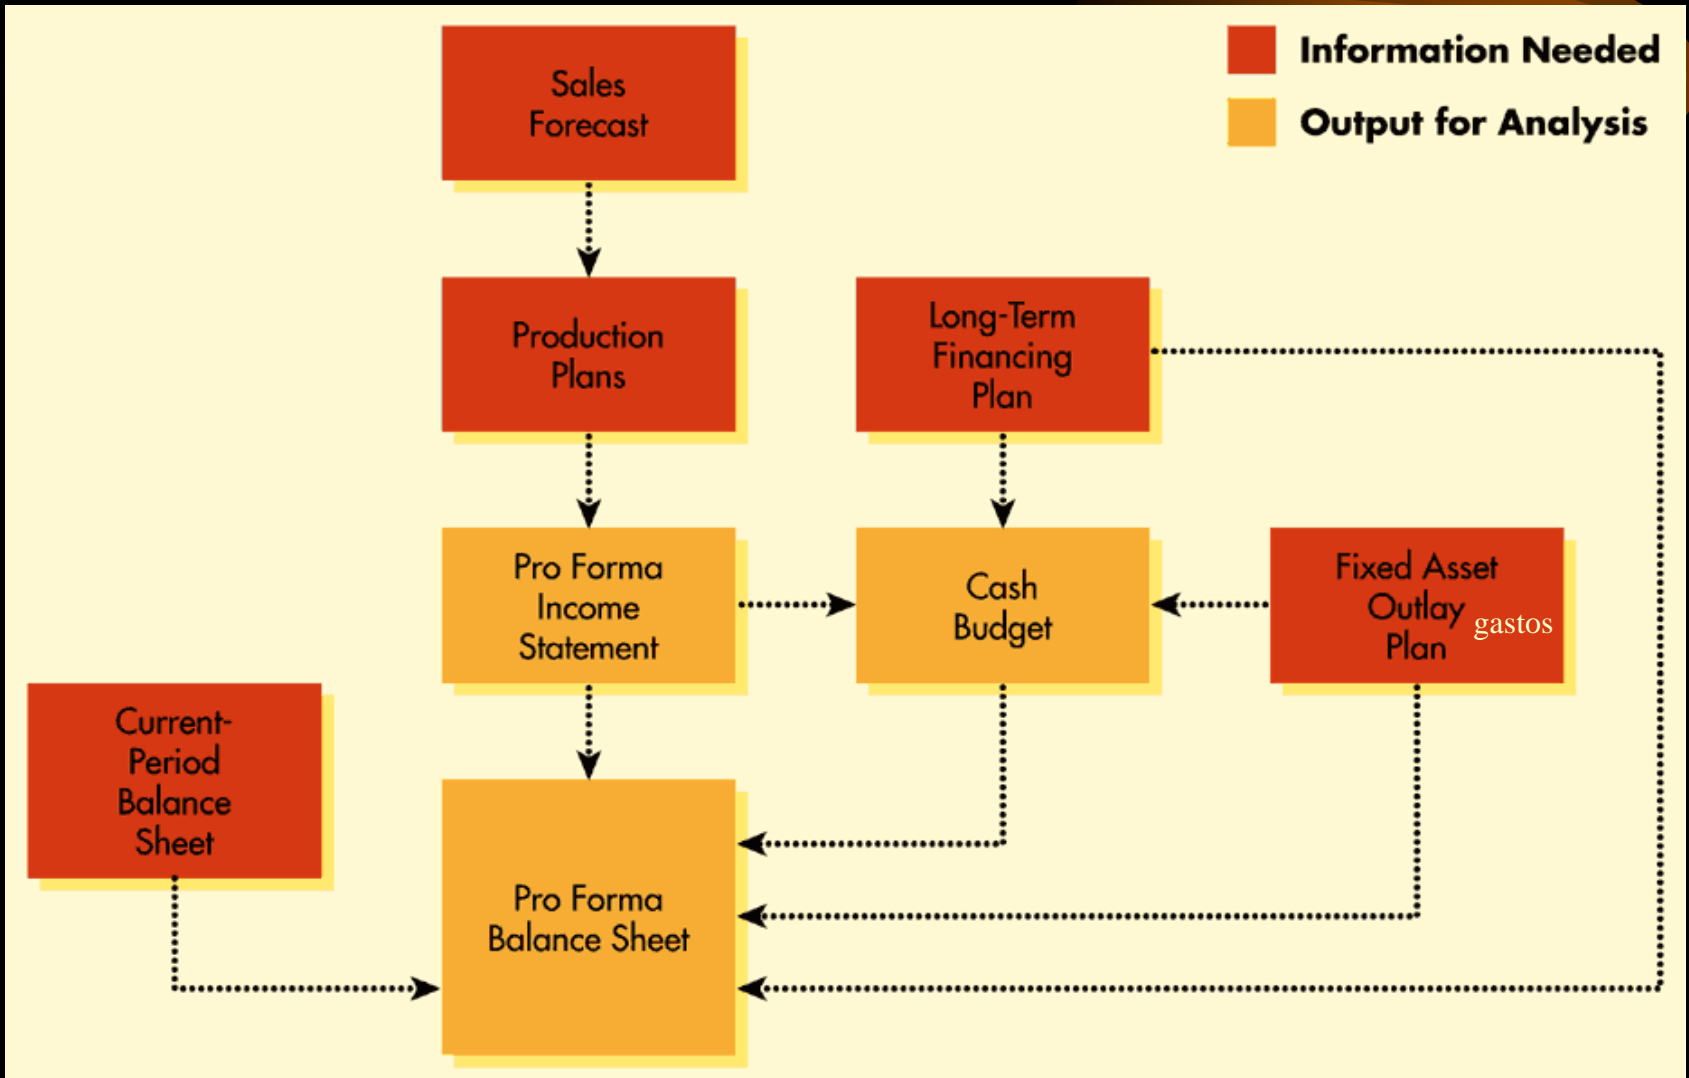 Sales
Forecast
Information Needed
Output for Analysis
Production
Plans
Long-Term
Financing
Plan
Pro Forma
Income
Statement
Cash
Budget
Fixed Asset
Outlay
gastos
Plan
Current-
Period
Balance
Sheet
Pro Forma
Balance Sheet